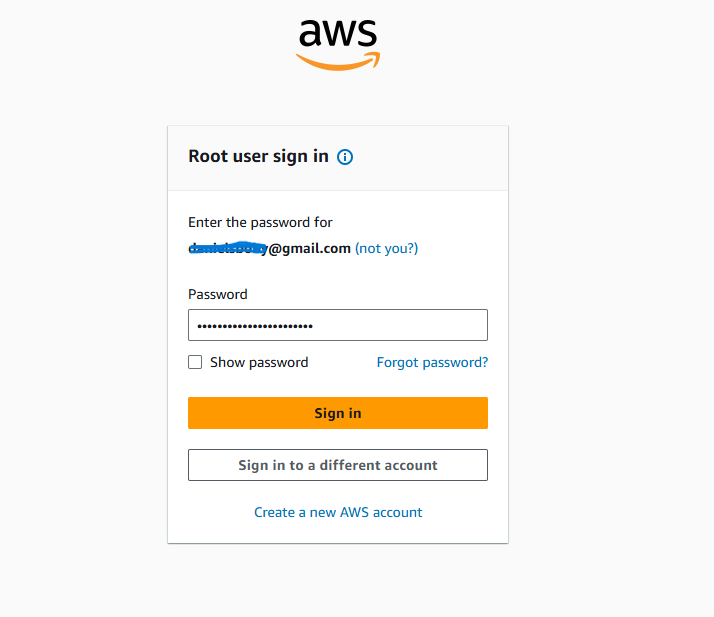 aws
Root user sign in
Enter the password for
@gmail.com (not you?)
Password
Show password Forgot password?
Sign in
Sign in to a different account
Create a new AWS account